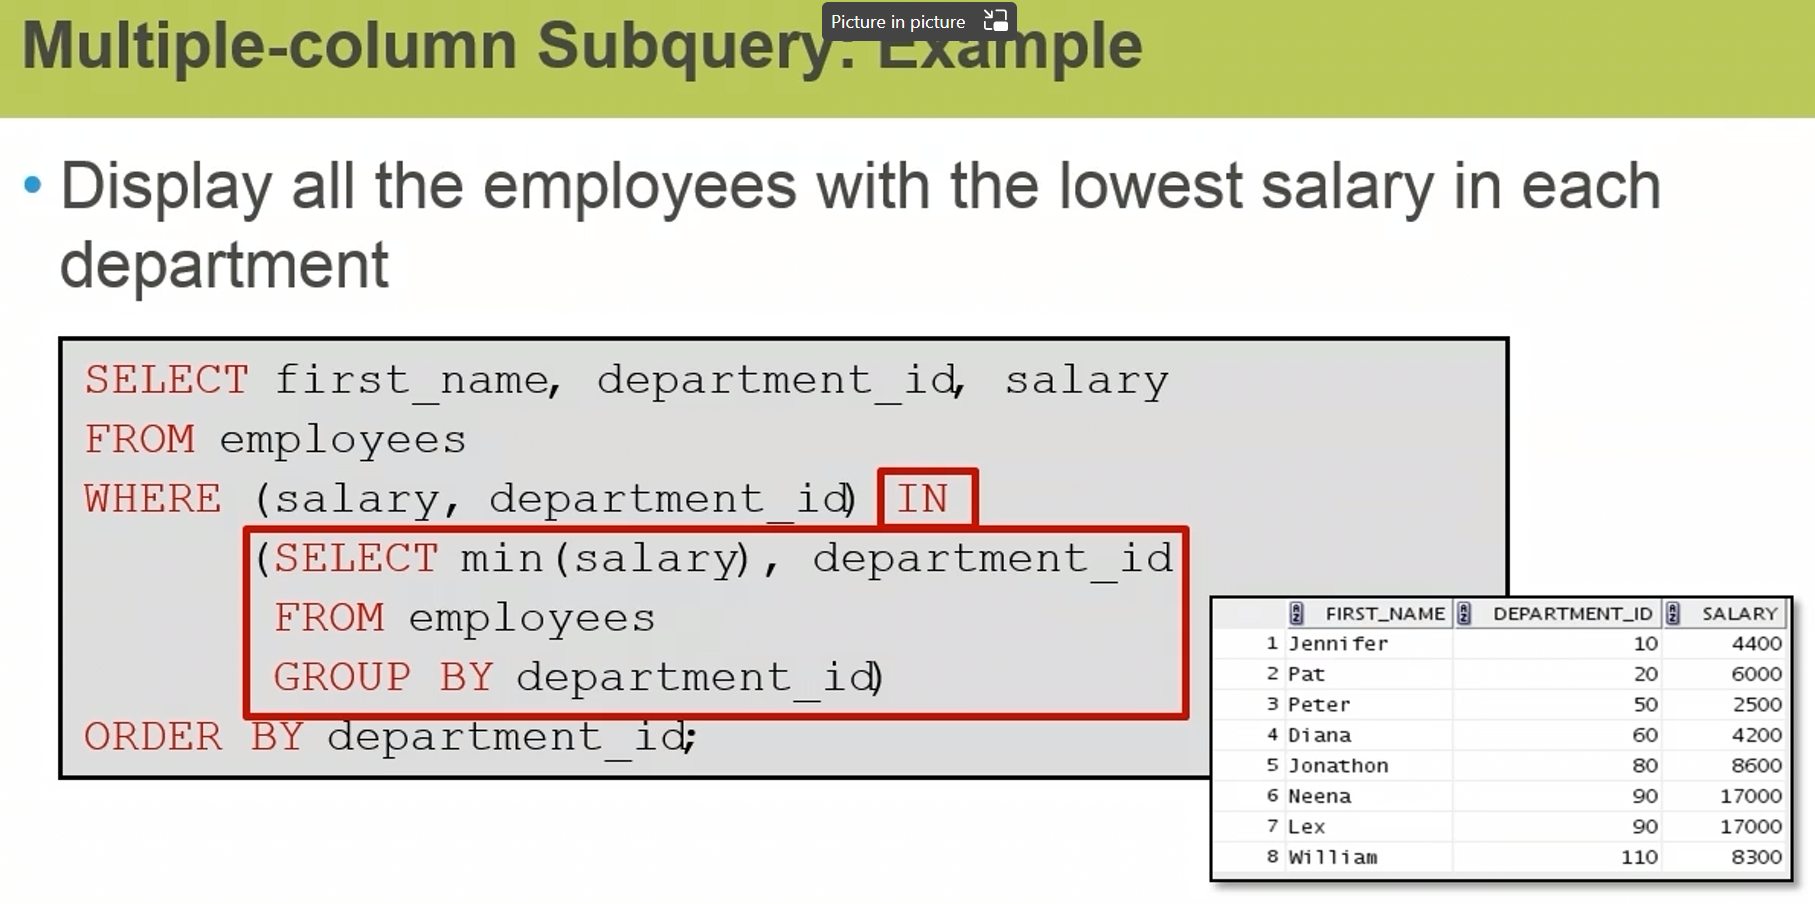 Multiple-column Subquery: Example
Picture in picture
• Display all the employees with the lowest salary in each
department
SELECT first_name, department_id, salary
FROM employees
WHERE (salary, department_id) IN
(SELECT min(salary), department_id
FROM employees
GROUP BY department_id)
ORDER BY department_id;
FIRST_NAME DEPARTMENT_ID SALARY
1 Jennifer 10 4400
2 Pat 20 6000
3 Peter 50 2500
4 Diana 60 4200
5 Jonathon 80 8600
6 Neena 90 17000
7 Lex 90 17000
8 William 110 8300